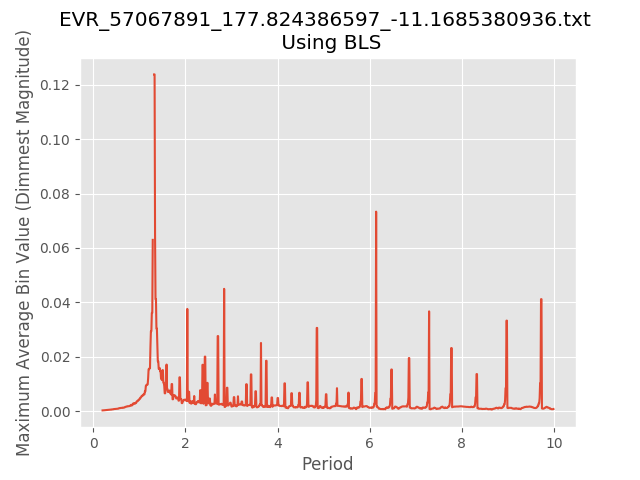 EVR_57067891_177.824386597_-11.1685380936.txt
Using BLS
Maximum Average Bin Value (Dimmest Magnitude)
0.12
0.10
0.08
0.06
0.04
0.02
0.00
0 2 4 6 8 10
Period